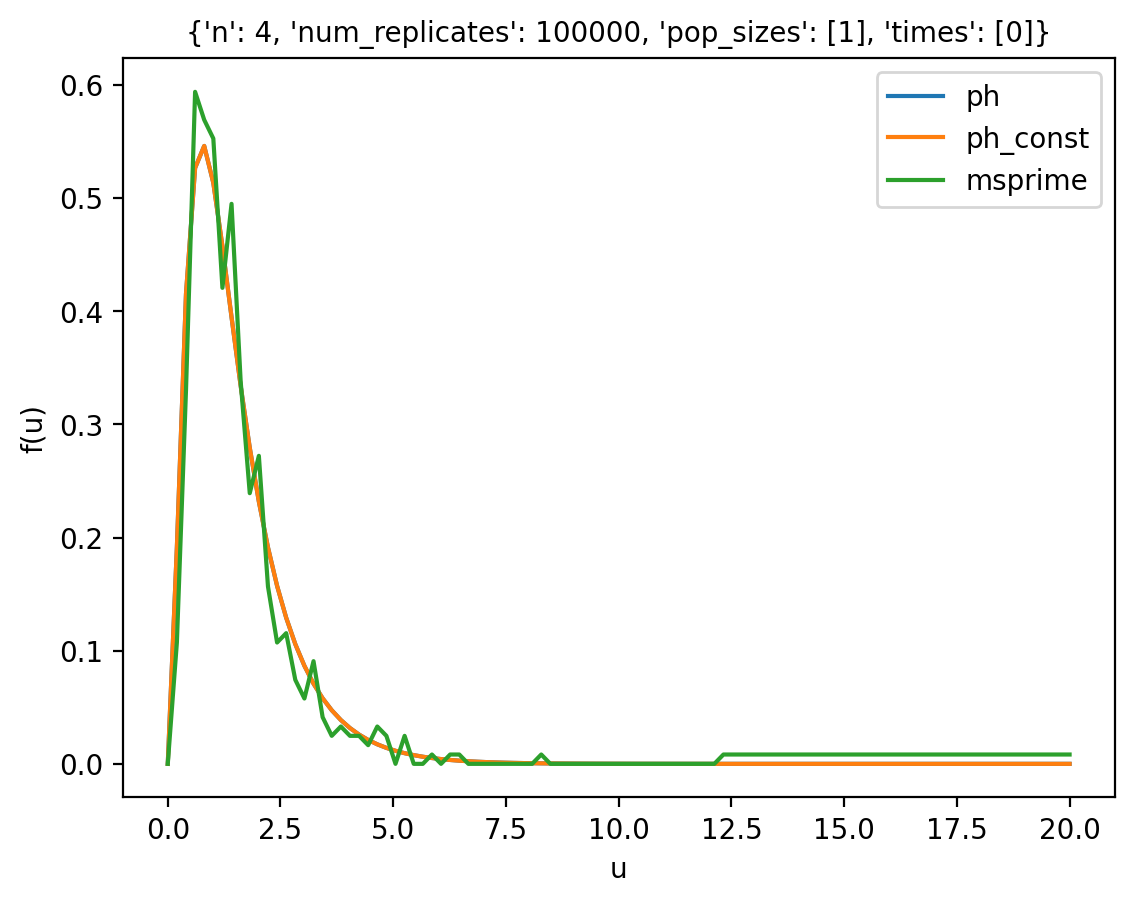 {'n': 4, 'num_replicates': 100000, 'pop_sizes': [1], 'times': [0]}
ph
ph_const
msprime
f(u)
0.6
0.5
0.4
0.3
0.2
0.1
0.0
0.0 2.5 5.0 7.5 10.0 12.5 15.0 17.5 20.0
u